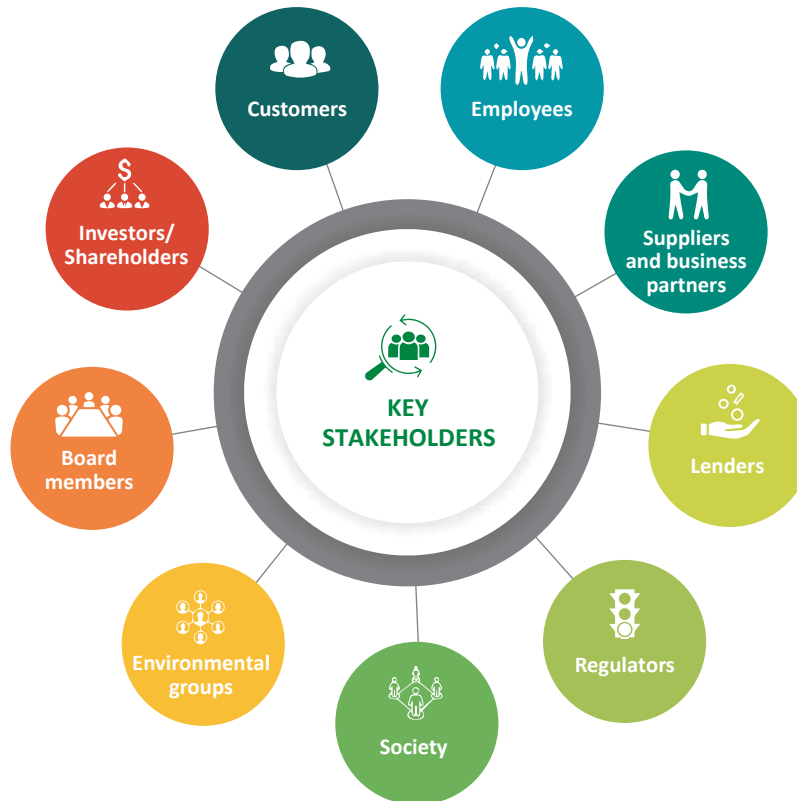 Customers
Employees
Investors/
Shareholders
Suppliers
and business
partners
KEY
STAKEHOLDERS
Board
members
Lenders
Environmental
groups
Regulators
Society